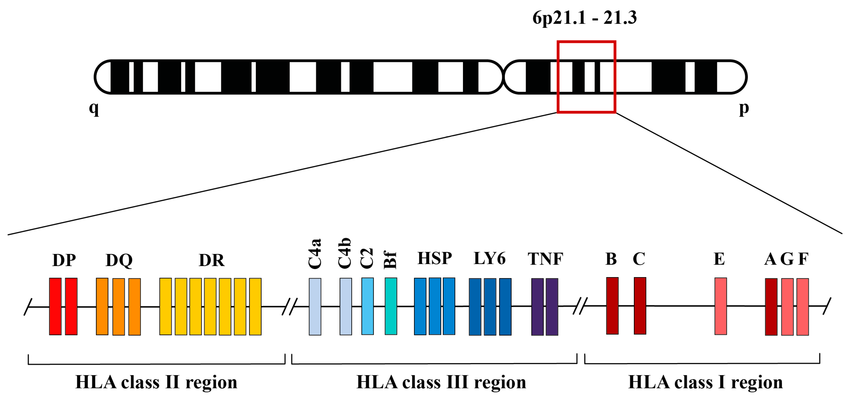 6p21.1 - 21.3
q
p
DP DQ DR C4a C4b C2 Bf HSP LY6 TNF B C E A G F
HLA class II region HLA class III region HLA class I region